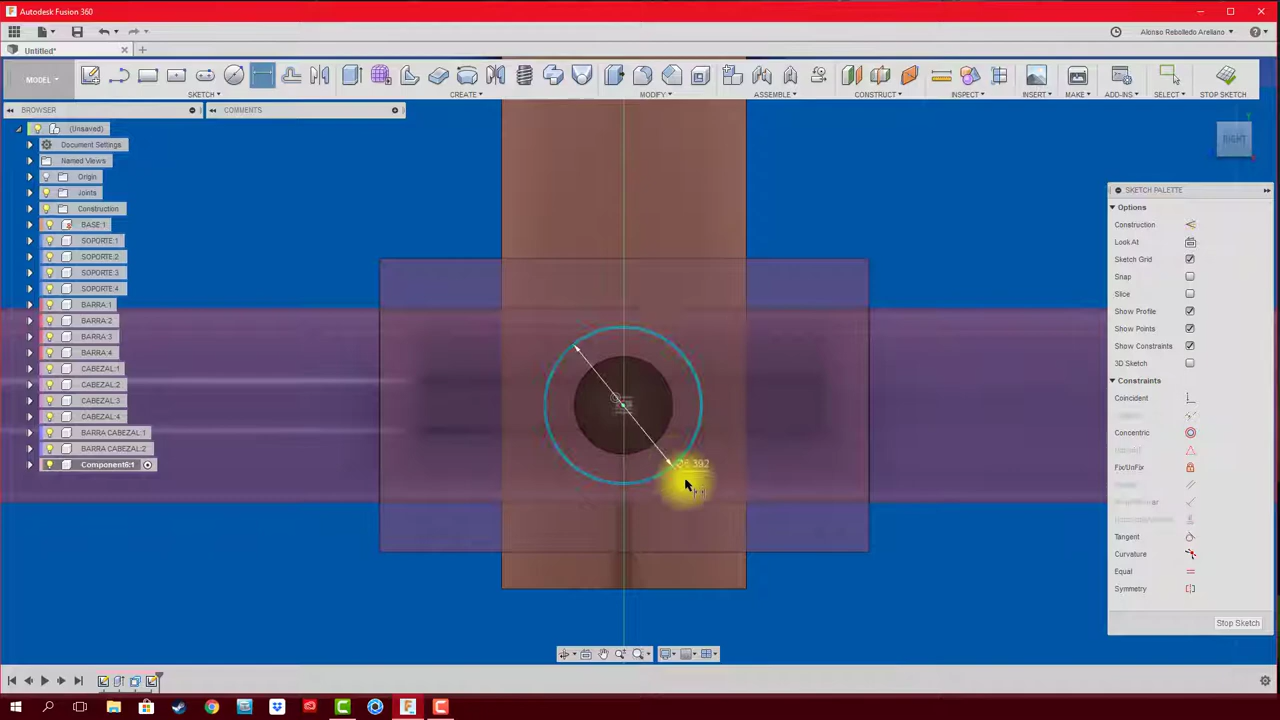 Autodesk Fusion 360
Alonso Rebolledo Arellano
Untitled*
MODEL
SKETCH
CREATE
MODIFY
ASSEMBLE
CONSTRUCT
INSPECT
INSERT
MAKE
ADD-INS
SELECT
STOP SKETCH
BROWSER
COMMENTS
(Unsaved)
Document Settings
Named Views
Origin
Joints
Construction
BASE:1
SOPORTE:1
SOPORTE:2
SOPORTE:3
SOPORTE:4
BARRA:1
BARRA:2
BARRA:3
BARRA:4
CABEZAL:1
CABEZAL:2
CABEZAL:3
CABEZAL:4
BARRA CABEZAL:1
BARRA CABEZAL:2
Component6:1
RIGHT
SKETCH PALETTE
Options
Construction
Look At
Sketch Grid
Snap
Slice
Show Profile
Show Points
Show Constraints
3D Sketch
Constraints
Coincident
Concentric
Fix/UnFix
Tangent
Curvature
Equal
Symmetry
Stop Sketch